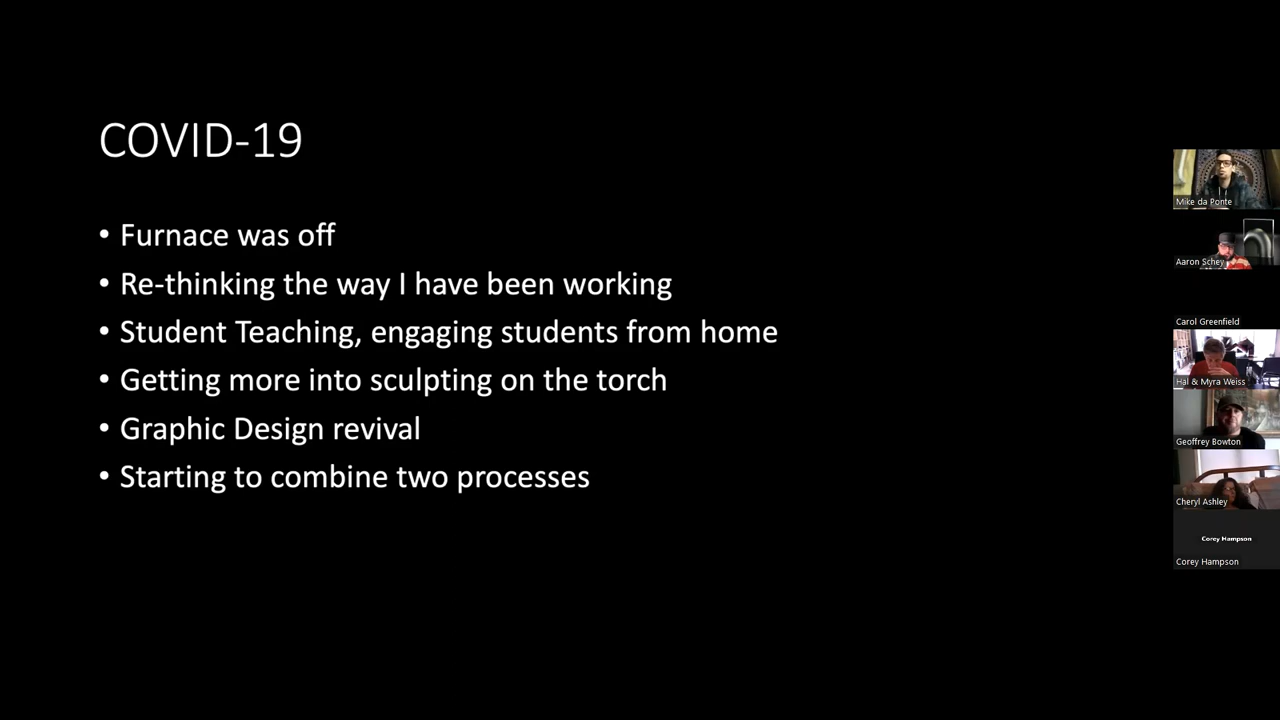 COVID-19
• Furnace was off
• Re-thinking the way I have been working
• Student Teaching, engaging students from home
• Getting more into sculpting on the torch
• Graphic Design revival
• Starting to combine two processes
Mike da Ponte
Aaron Schey
Carol Greenfield
Hal & Myra Weiss
Geoffrey Bowton
Cheryl Ashley
Corey Hampson
Corey Hampson